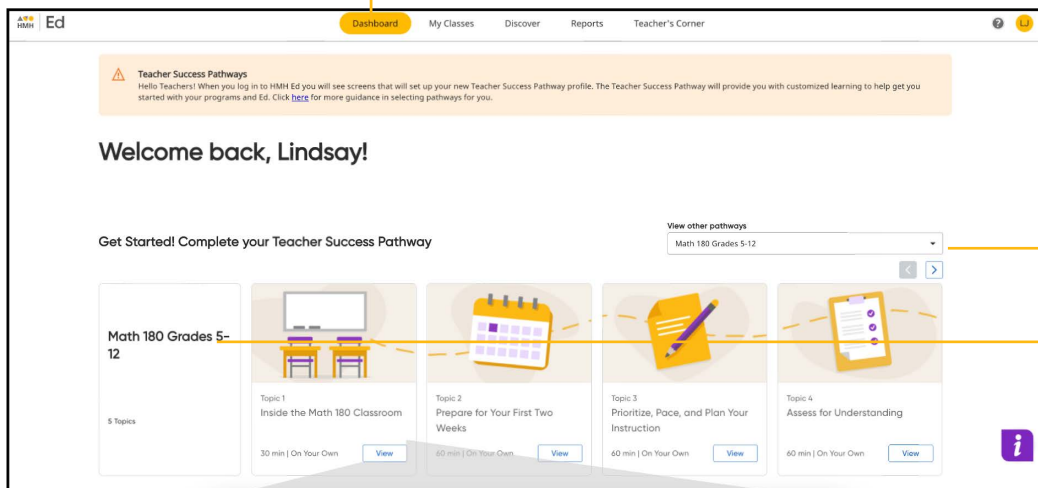 HMH Ed
Dashboard My Classes Discover Reports Teacher's Corner ? LJ
Teacher Success Pathways
Hello Teachers! When you log in to HMH Ed you will see screens that will set up your new Teacher Success Pathway profile. The Teacher Success Pathway will provide you with customized learning to help get you
started with your programs and Ed. Click here for more guidance in selecting pathways for you.
Welcome back, Lindsay!
View other pathways
Get Started! Complete your Teacher Success Pathway
Math 180 Grades 5-12
Math 180 Grades 5-
12
5 Topics
Topic 1
Inside the Math 180 Classroom
30 min | On Your Own View
Topic 2
Prepare for Your First Two
Weeks
60 min | On Your Own View
Topic 3
Prioritize, Pace, and Plan Your
Instruction
60 min | On Your Own View
Topic 4
Assess for Understanding
60 min | On Your Own View
i